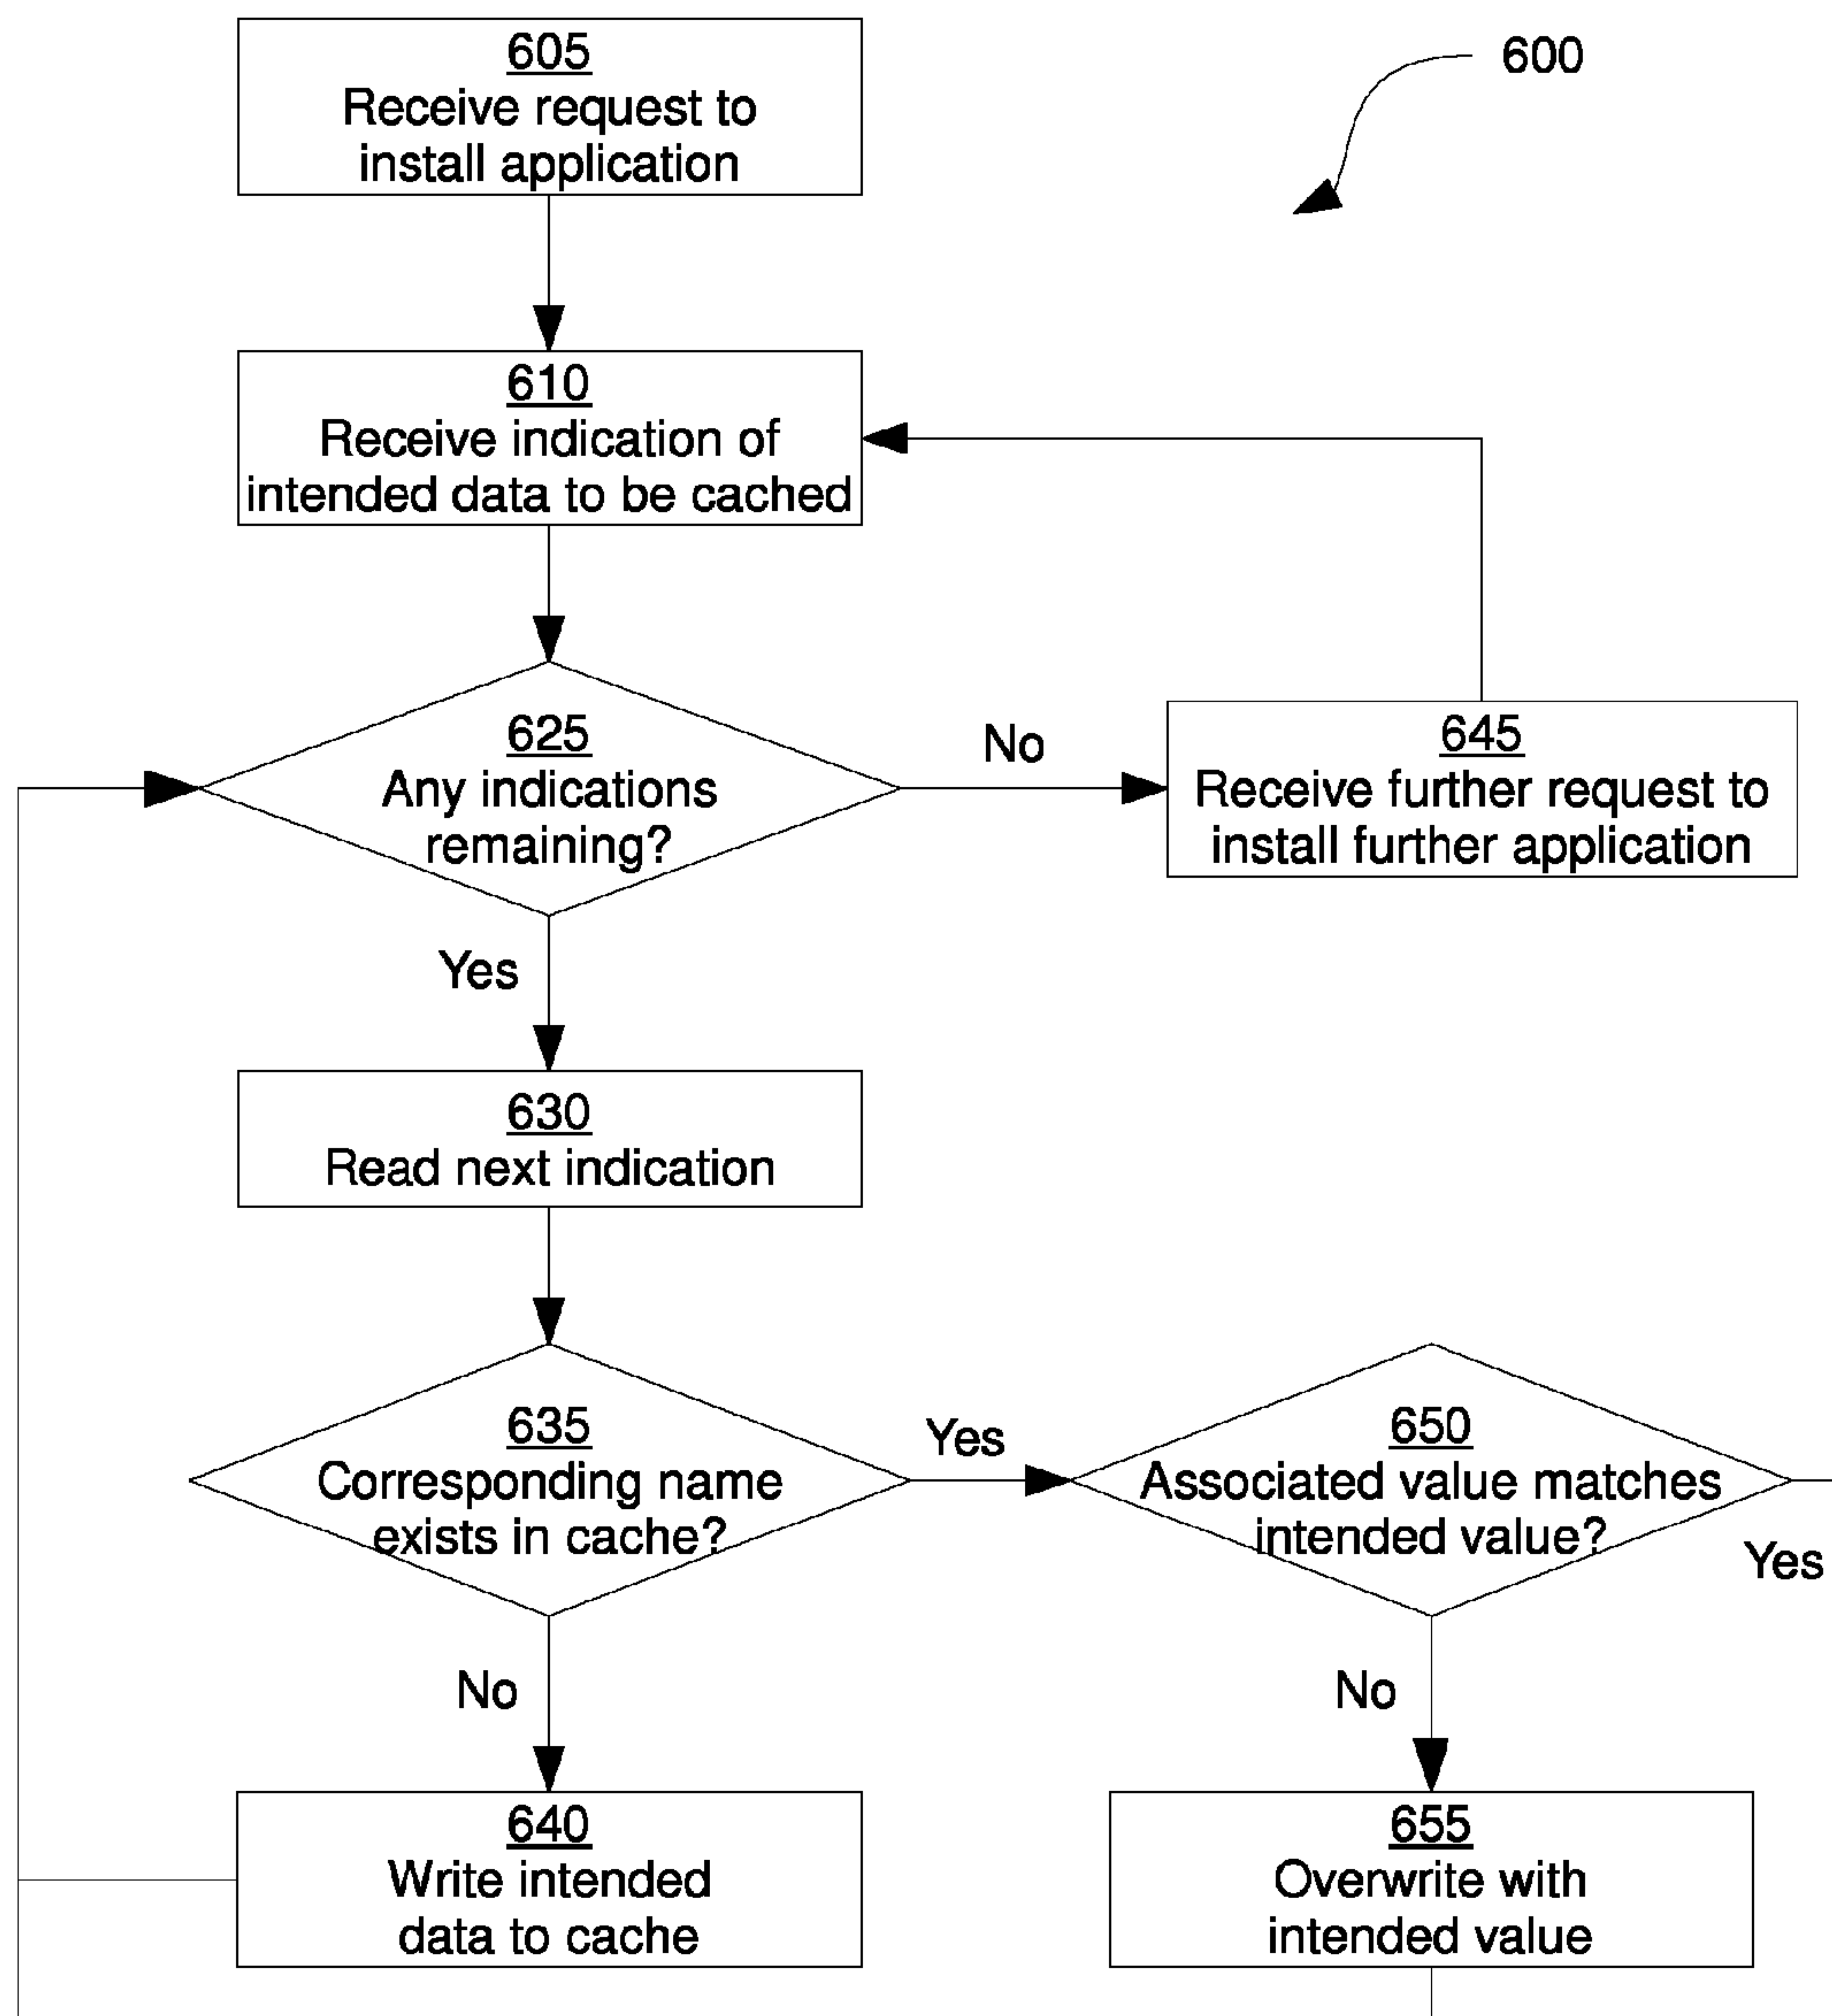 605
Receive request to
install application
600
610
Receive indication of
intended data to be cached
625
Any indications
remaining?
No
645
Receive further request to
install further application
Yes
630
Read next indication
635
Corresponding name
exists in cache?
Yes
650
Associated value matches
intended value?
Yes
No
No
640
Write intended
data to cache
655
Overwrite with
intended value